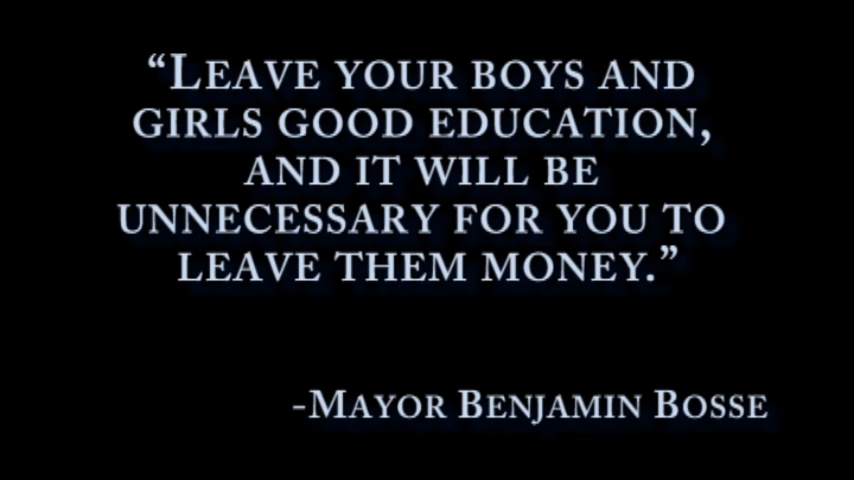 “Leave your boys and
girls good education,
and it will be
unnecessary for you to
leave them money.”
-Mayor Benjamin Bosse